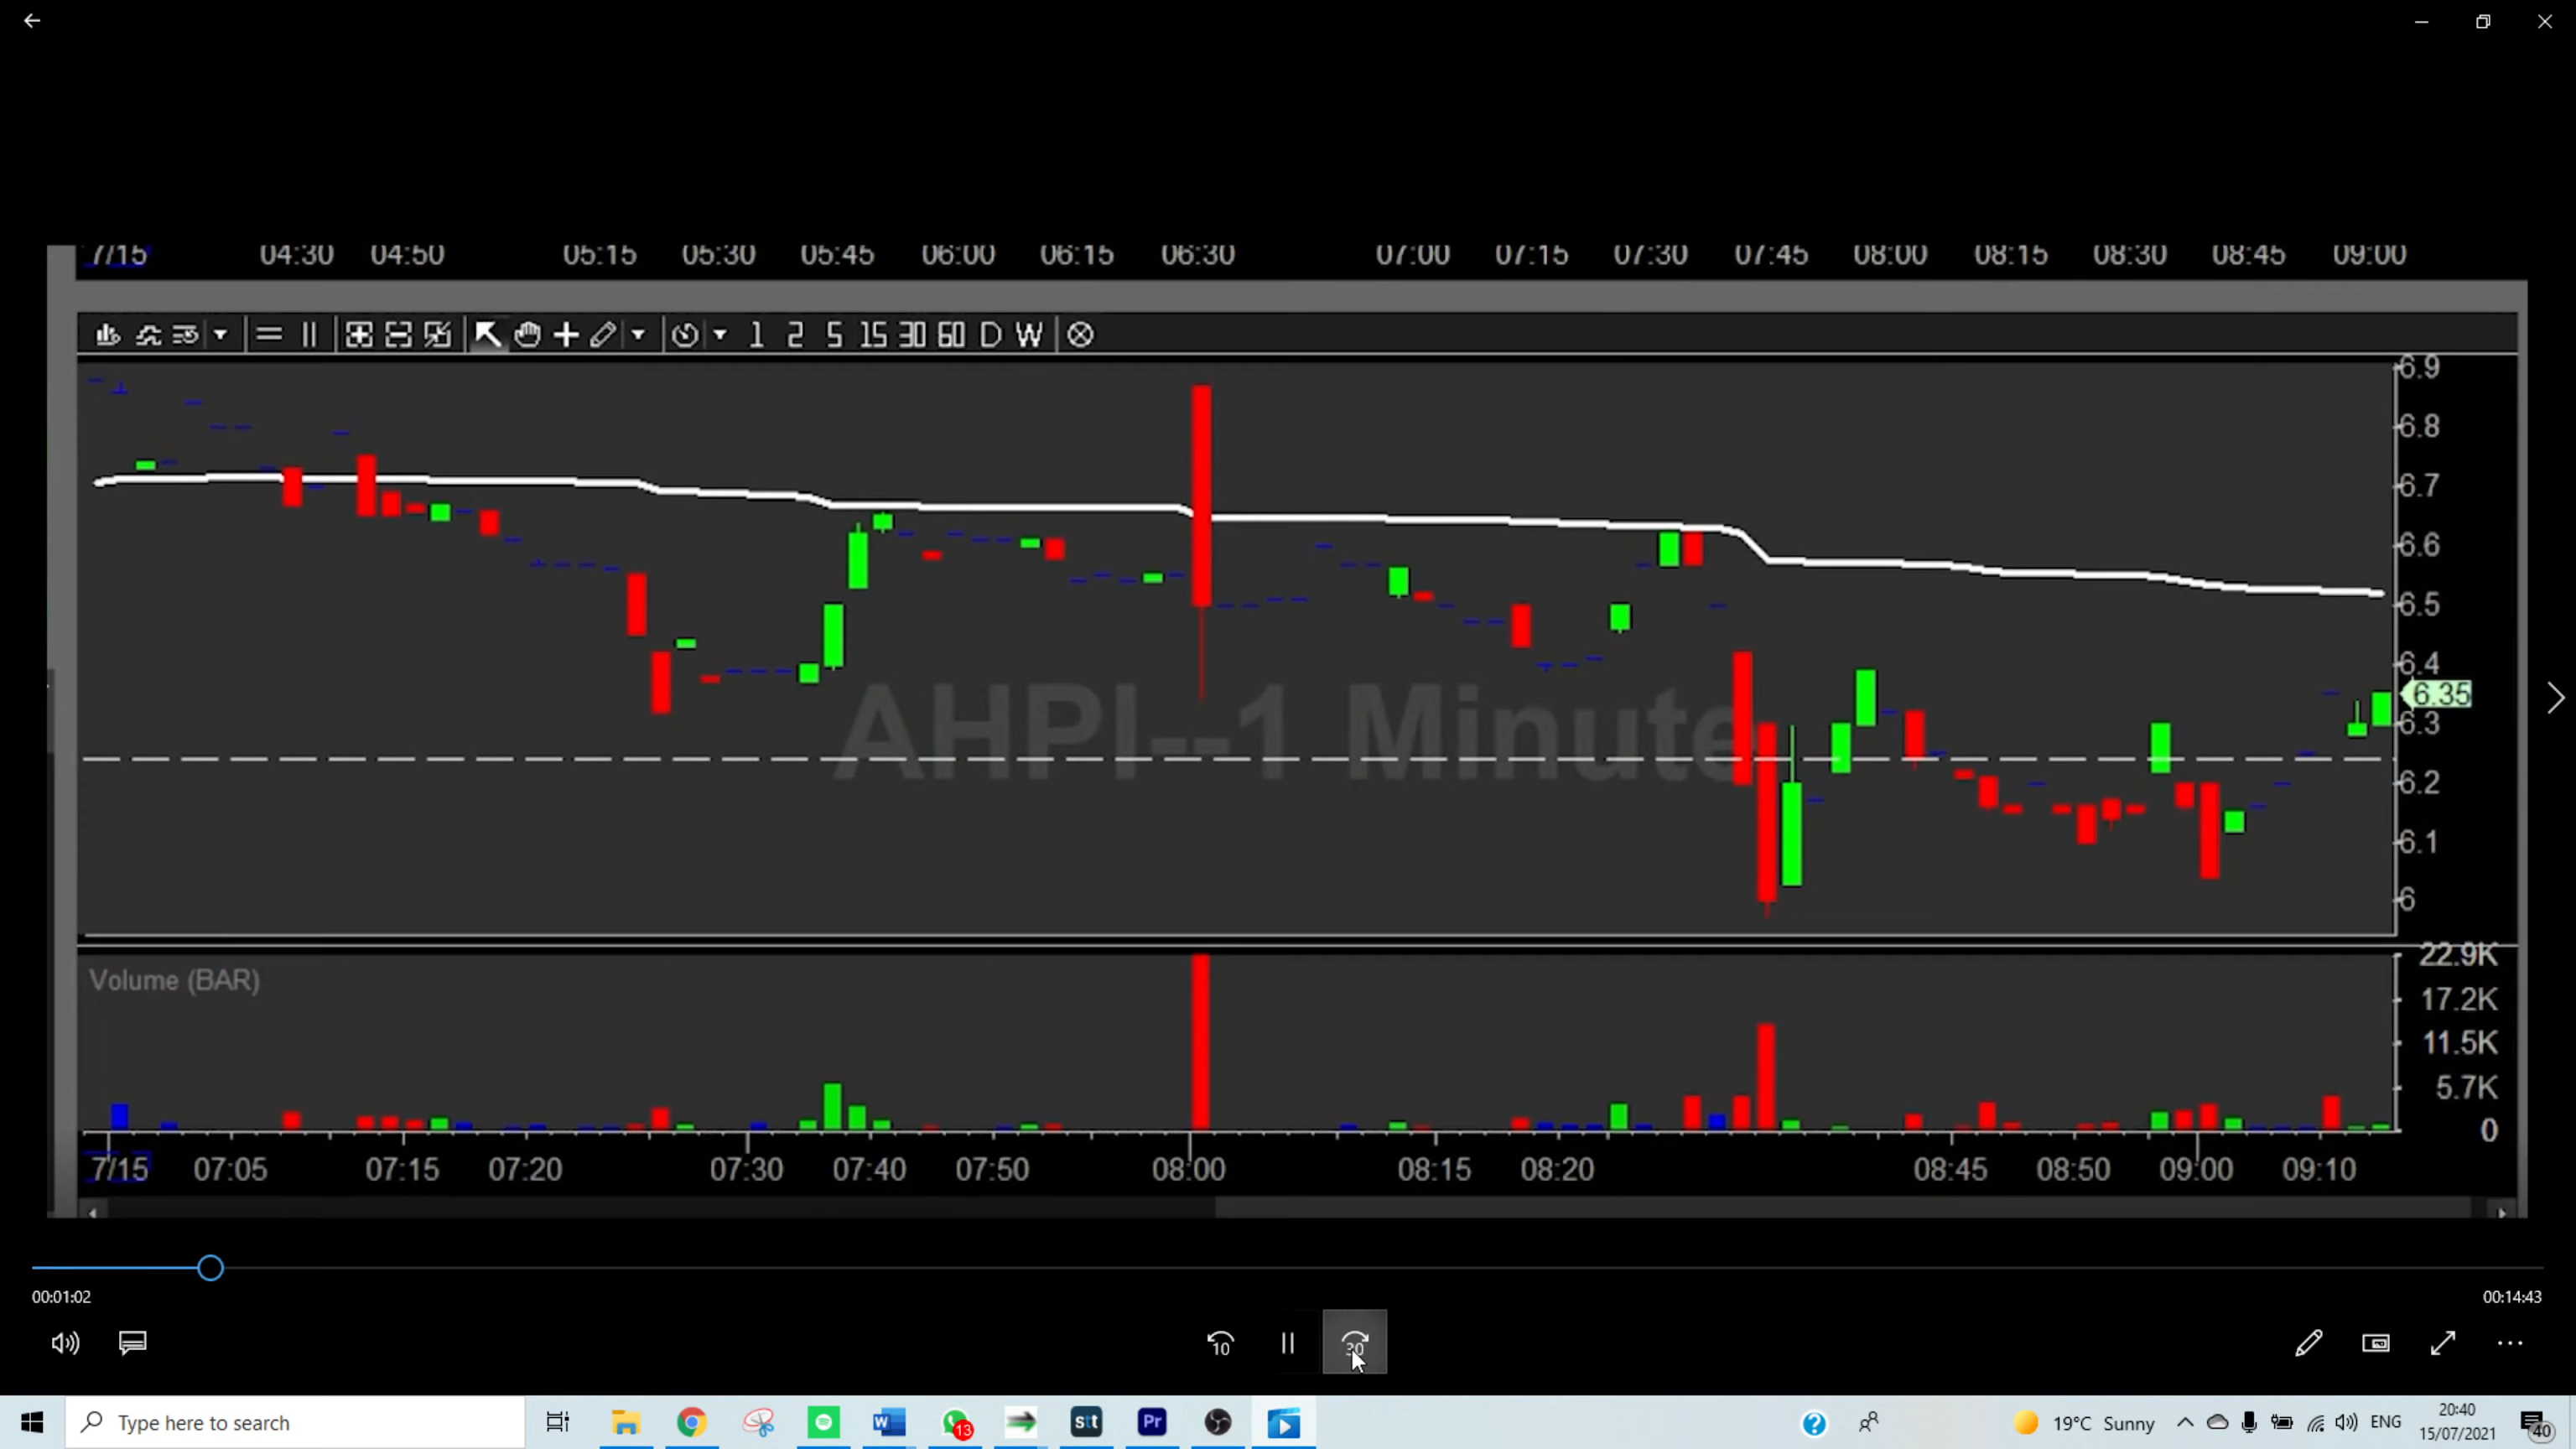 7/15 04:30 04:50 05:15 05:30 05:45 06:00 06:15 06:30 07:00 07:15 07:30 07:45 08:00 08:15 08:30 08:45 09:00
1 2 5 15 30 60 D W
6.9
6.8
6.7
6.6
6.5
6.4
6.35
6.3
6.2
6.1
6
AHPI--1 Minute
Volume (BAR)
22.9K
17.2K
11.5K
5.7K
0
7/15 07:05 07:15 07:20 07:30 07:40 07:50 08:00 08:15 08:20 08:45 08:50 09:00 09:10
00:01:02 00:14:43
10 30
Type here to search
W 13 stt Pr
19°C Sunny ENG
20:40
15/07/2021
40